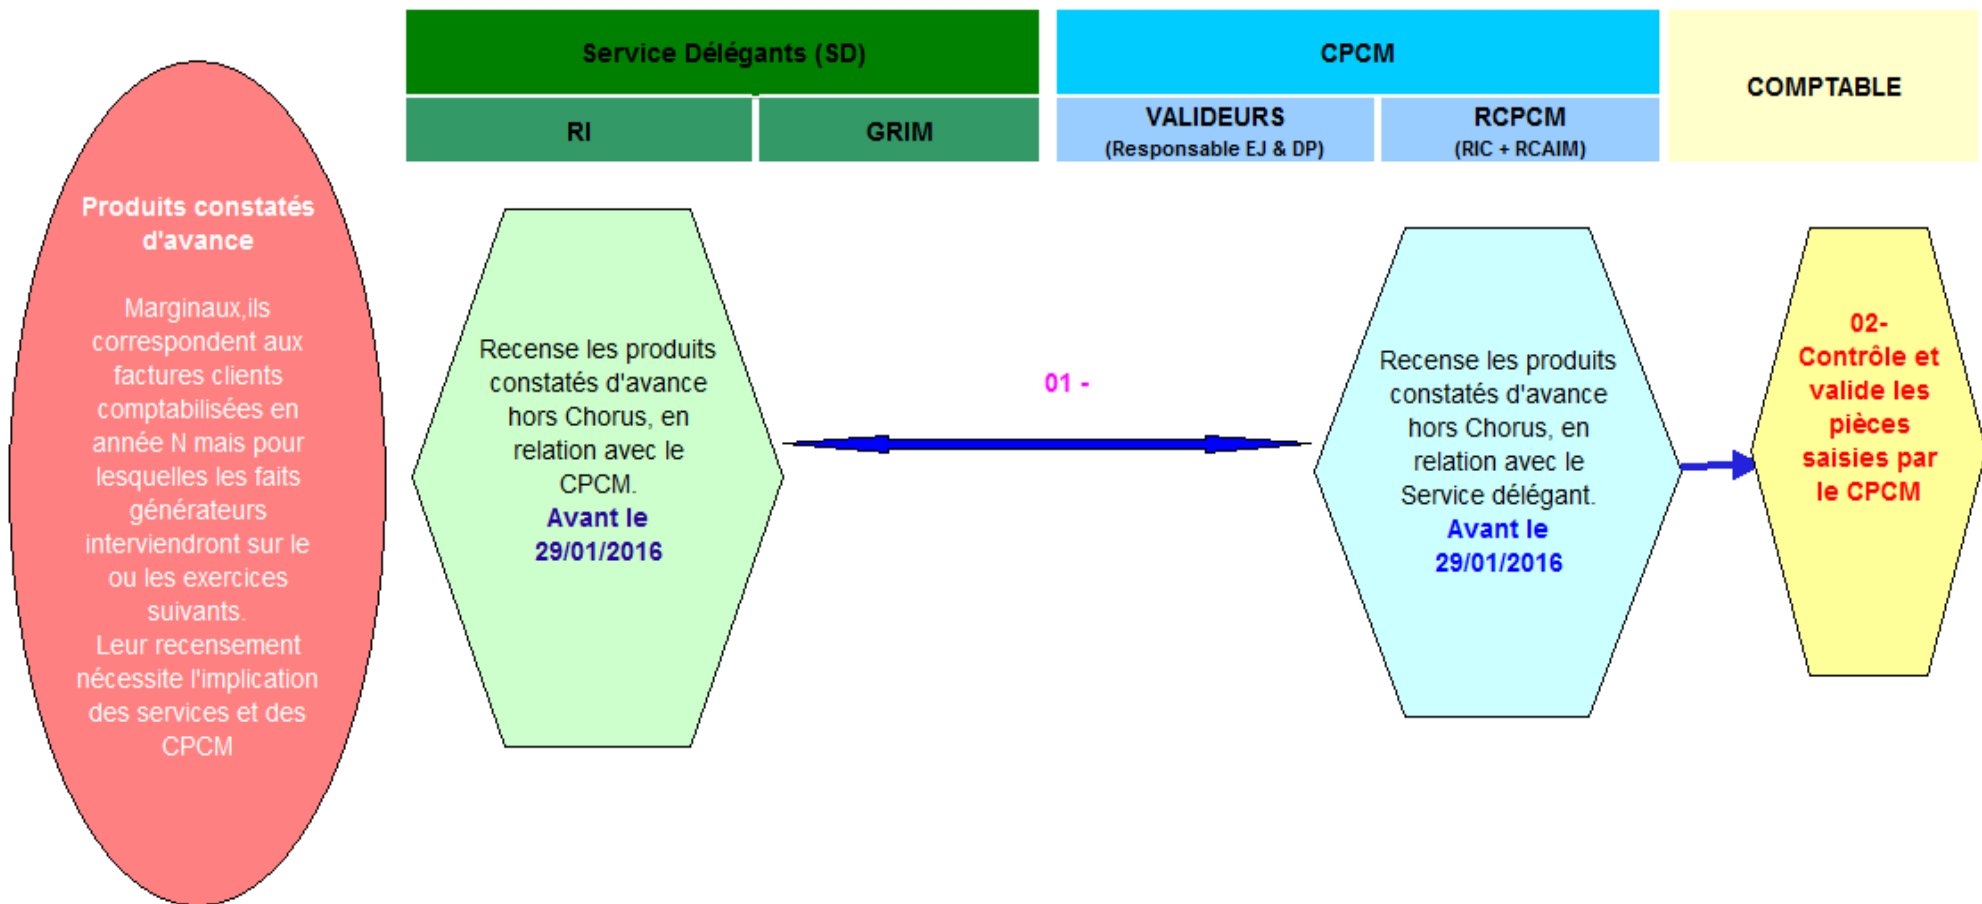 Service Délégants (SD)
CPCM
COMPTABLE
RI
GRIM
VALIDEURS
(Responsable EJ & DP)
RCPCM
(RIC + RCAIM)
Produits constatés
d'avance
Marginaux,ils
correspondent aux
factures clients
comptabilisées en
année N mais pour
lesquelles les faits
générateurs
interviendront sur le
ou les exercices
suivants.
Leur recensement
nécessite l'implication
des services et des
CPCM
Recense les produits
constatés d'avance
hors Chorus, en
relation avec le
CPCM.
Avant le
29/01/2016
01 -
Recense les produits
constatés d'avance
hors Chorus, en
relation avec le
Service délégant.
Avant le
29/01/2016
02-
Contrôle et
valide les
pièces
saisies par
le CPCM